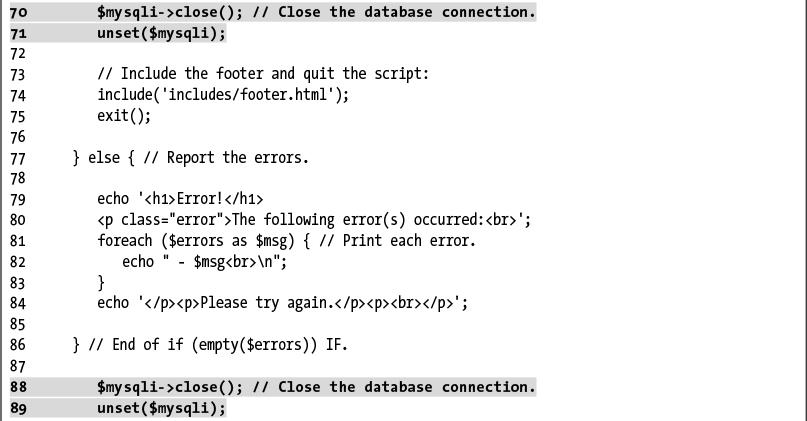 70 $mysqli->close(); // Close the database connection.
71 unset($mysqli);
72
73 // Include the footer and quit the script:
74 include('includes/footer.html');
75 exit();
76
77 } else { // Report the errors.
78
79 echo '<h1>Error!</h1>
80 <p class="error">The following error(s) occurred:<br>';
81 foreach ($errors as $msg) { // Print each error.
82 echo " - $msg<br>\n";
83 }
84 echo '</p><p>Please try again.</p><p><br></p>';
85
86 } // End of if (empty($errors)) IF.
87
88 $mysqli->close(); // Close the database connection.
89 unset($mysqli);